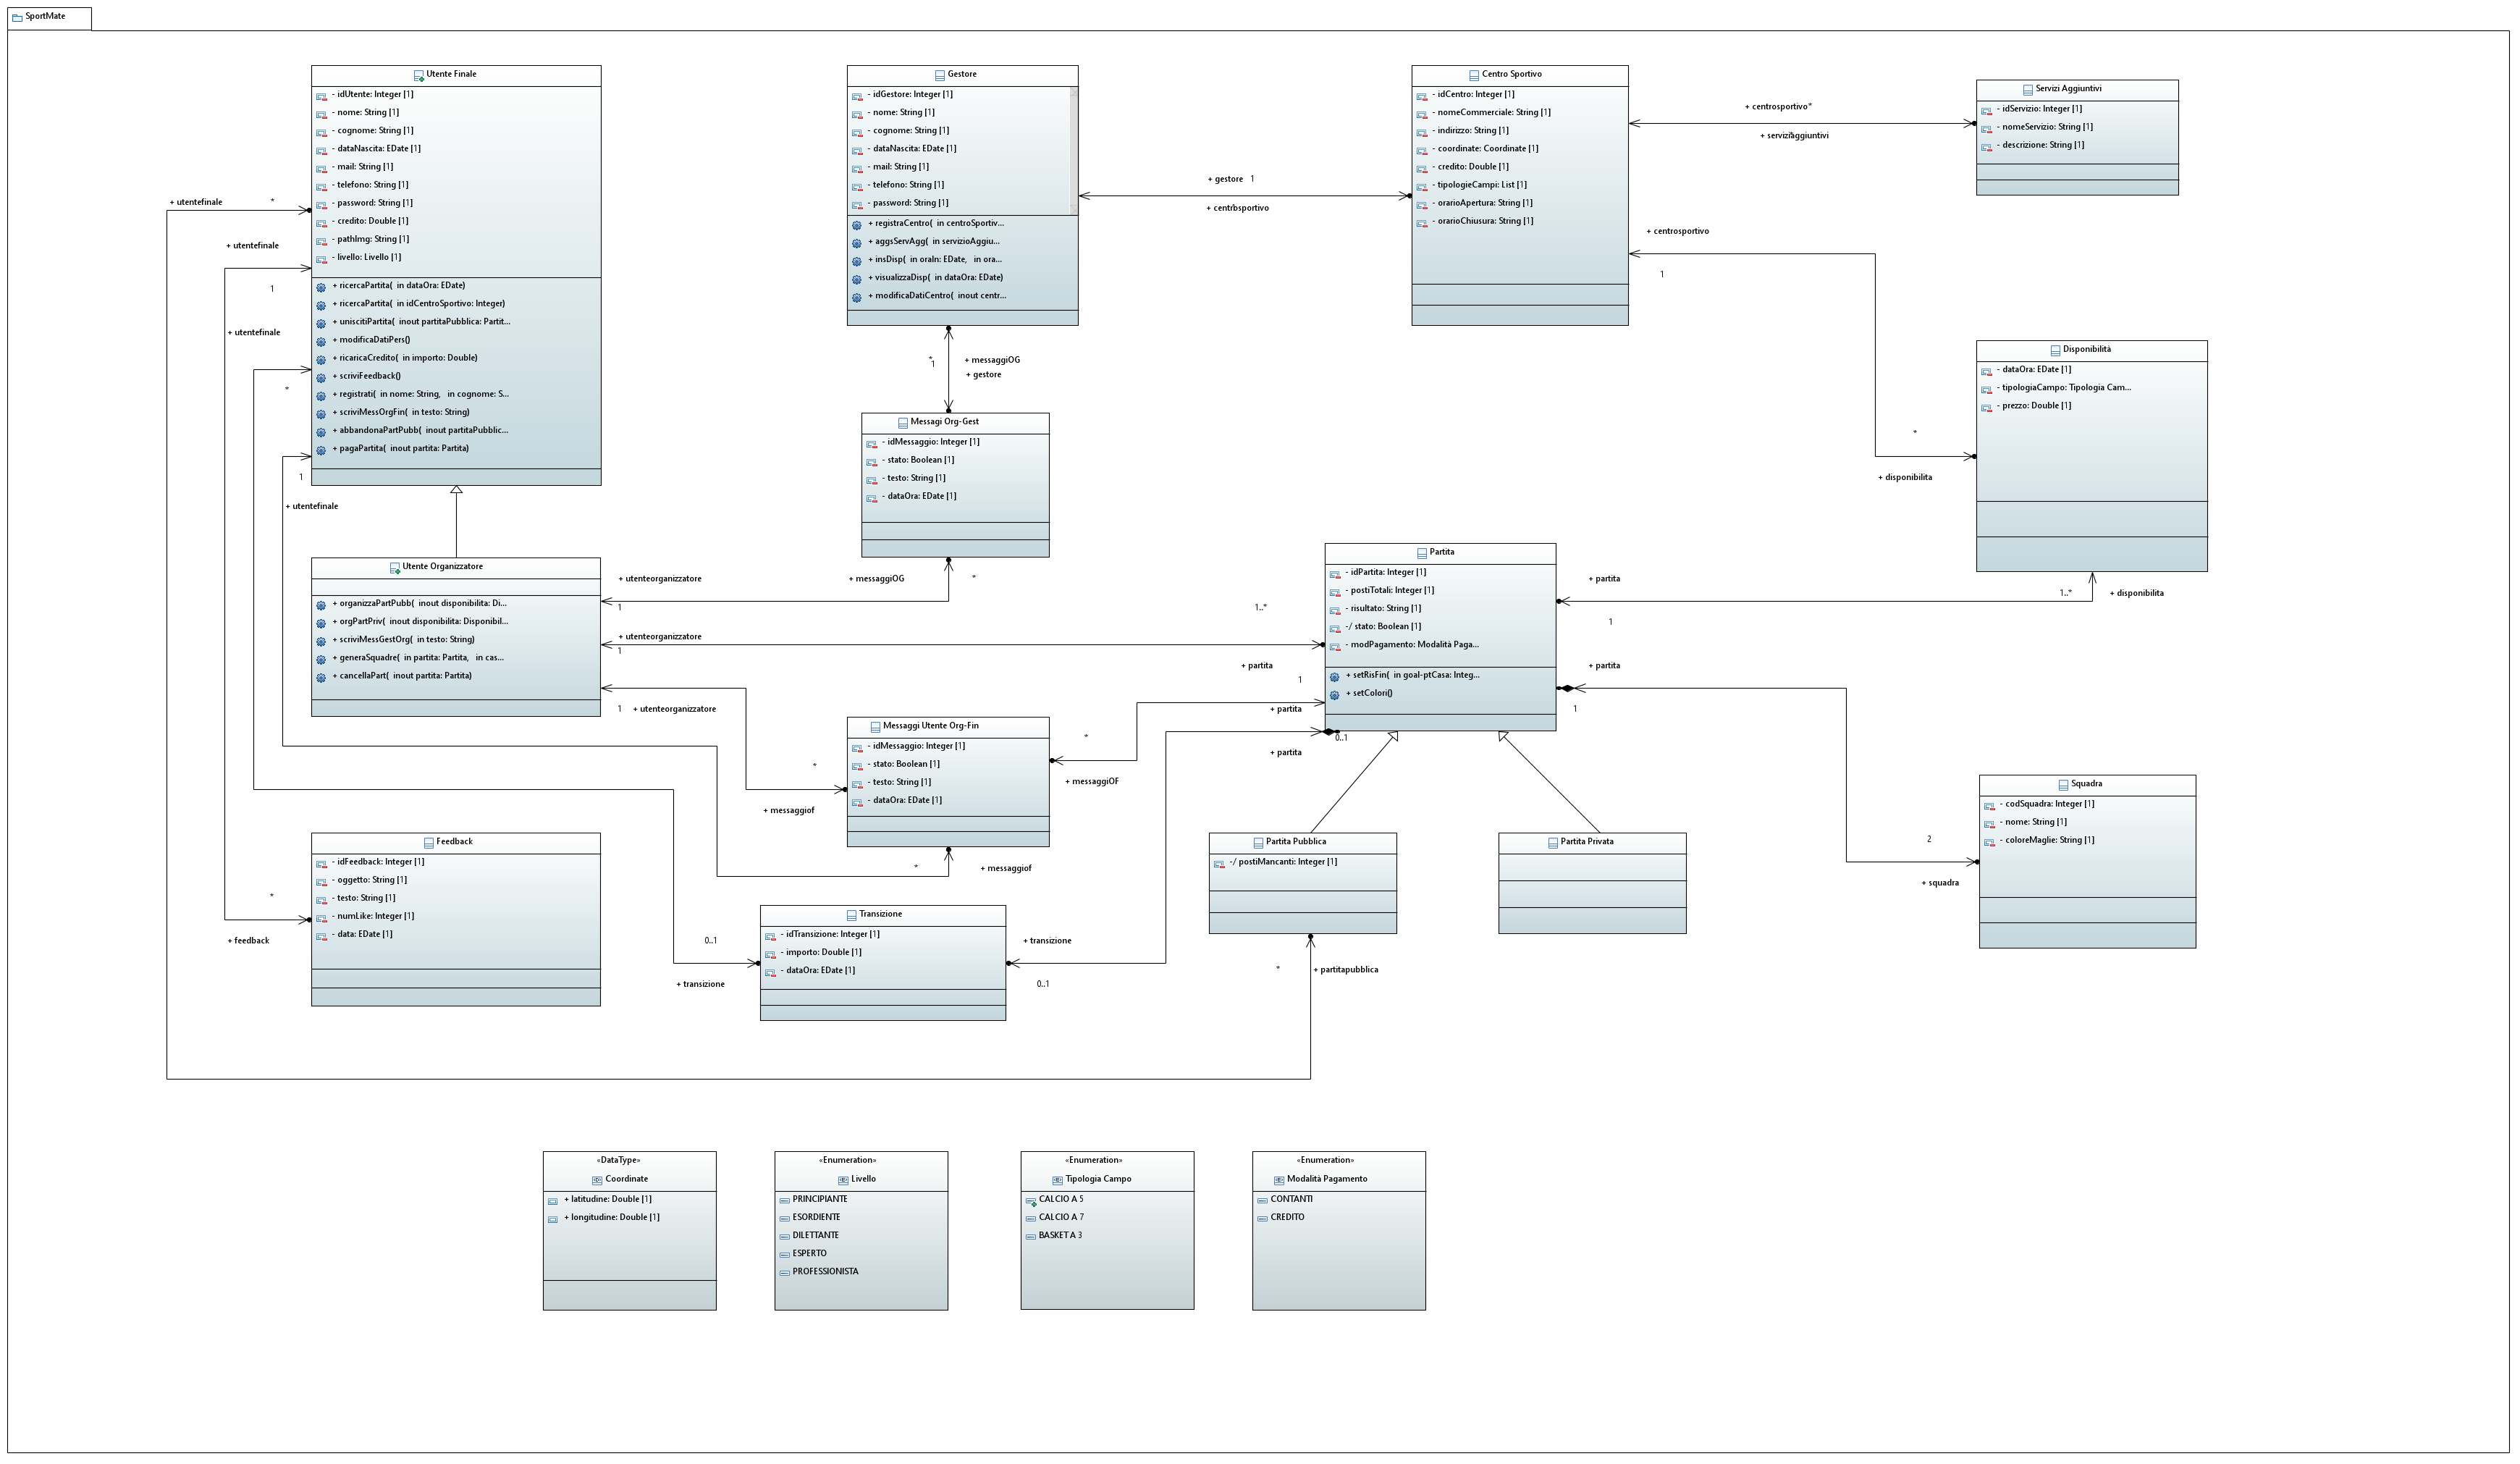 SportMate
Utente Finale
- idUtente: Integer [1]
- nome: String [1]
- cognome: String [1]
- dataNascita: EDate [1]
- mail: String [1]
- telefono: String [1]
- password: String [1]
- credito: Double [1]
- pathImg: String [1]
- livello: Livello [1]
+ ricercaPartita( in dataOra: EDate)
+ ricercaPartita( in idCentroSportivo: Integer)
+ uniscitiPartita( inout partitaPubblica: Partit...
+ modificaDatiPers()
+ ricaricaCredito( in importo: Double)
+ scriviFeedback()
+ registrati( in nome: String, in cognome: S...
+ scriviMessOrgFin( in testo: String)
+ abbandonaPartPubb( inout partitaPubblic...
+ pagaPartita( inout partita: Partita)
Gestore
- idGestore: Integer [1]
- nome: String [1]
- cognome: String [1]
- dataNascita: EDate [1]
- mail: String [1]
- telefono: String [1]
- password: String [1]
+ registraCentro( in centroSportiv...
+ aggsServAgg( in servizioAggiu...
+ insDisp( in oraIn: EDate, in ora...
+ visualizzaDisp( in dataOra: EDate)
+ modificaDatiCentro( inout centr...
Centro Sportivo
- idCentro: Integer [1]
- nomeCommerciale: String [1]
- indirizzo: String [1]
- coordinate: Coordinate [1]
- credito: Double [1]
- tipologieCampi: List [1]
- orarioApertura: String [1]
- orarioChiusura: String [1]
Servizi Aggiuntivi
- idServizio: Integer [1]
- nomeServizio: String [1]
- descrizione: String [1]
+ centrosportivo*
+ gestore 1
+ centrosportivo
1
+ disponibilita
*
Disponibilità
- dataOra: EDate [1]
- tipologiaCampo: Tipologia Cam...
- prezzo: Double [1]
+ utentefinale *
+ utentefinale
1
+ utentefinale
*
1
+ utentefinale
*
1
+ messaggiOG
+ gestore
Messagi Org-Gest
- idMessaggio: Integer [1]
- stato: Boolean [1]
- testo: String [1]
- dataOra: EDate [1]
Utente Organizzatore
+ organizzaPartPubb( inout disponibilita: Di...
+ orgPartPriv( inout disponibilita: Disponibil...
+ scriviMessGestOrg( in testo: String)
+ generaSquadre( in partita: Partita, in cas...
+ cancellaPart( inout partita: Partita)
+ utenteorganizzatore
1
+ messaggiOG
*
+ utenteorganizzatore
1
1..*
+ partita
1 + utenteorganizzatore
Partita
- idPartita: Integer [1]
- postiTotali: Integer [1]
- risultato: String [1]
-/ stato: Boolean [1]
- modPagamento: Modalità Paga...
+ setRisFin( in goal-ptCasa: Integ...
+ setColori()
+ partita
1
1..*
+ disponibilita
+ partita
1
1
+ partita
0..1
+ partita
Messaggi Utente Org-Fin
- idMessaggio: Integer [1]
- stato: Boolean [1]
- testo: String [1]
- dataOra: EDate [1]
*
+ messaggiOF
*
+ messaggiof
*
+ messaggiof
Squadra
- codSquadra: Integer [1]
- nome: String [1]
- coloreMaglie: String [1]
2
+ squadra
Feedback
- idFeedback: Integer [1]
- oggetto: String [1]
- testo: String [1]
- numLike: Integer [1]
- data: EDate [1]
*
+ feedback
Partita Pubblica
-/ postiMancanti: Integer [1]
Partita Privata
Transizione
- idTransizione: Integer [1]
- importo: Double [1]
- dataOra: EDate [1]
0..1
+ transizione
+ transizione
0..1
*
+ partitapubblica
«DataType»
Coordinate
+ latitudine: Double [1]
+ longitudine: Double [1]
«Enumeration»
Livello
PRINCIPIANTE
ESORDIENTE
DILETTANTE
ESPERTO
PROFESSIONISTA
«Enumeration»
Tipologia Campo
CALCIO A 5
CALCIO A 7
BASKET A 3
«Enumeration»
Modalità Pagamento
CONTANTI
CREDITO